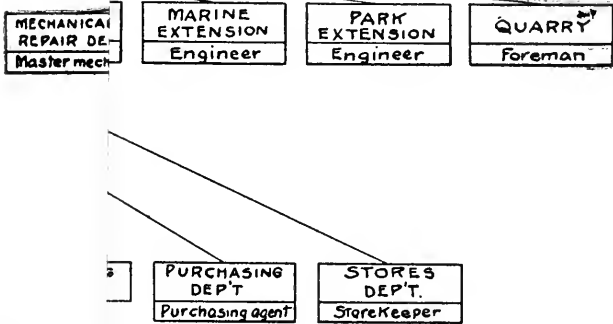 MECHANICAL
REPAIR DE
Master mech
MARINE
EXTENSION
Engineer
PARK
EXTENSION
Engineer
QUARRY
Foreman
PURCHASING
DEP'T
Purchasing agent
STORES
DEP'T.
StoreKeeper